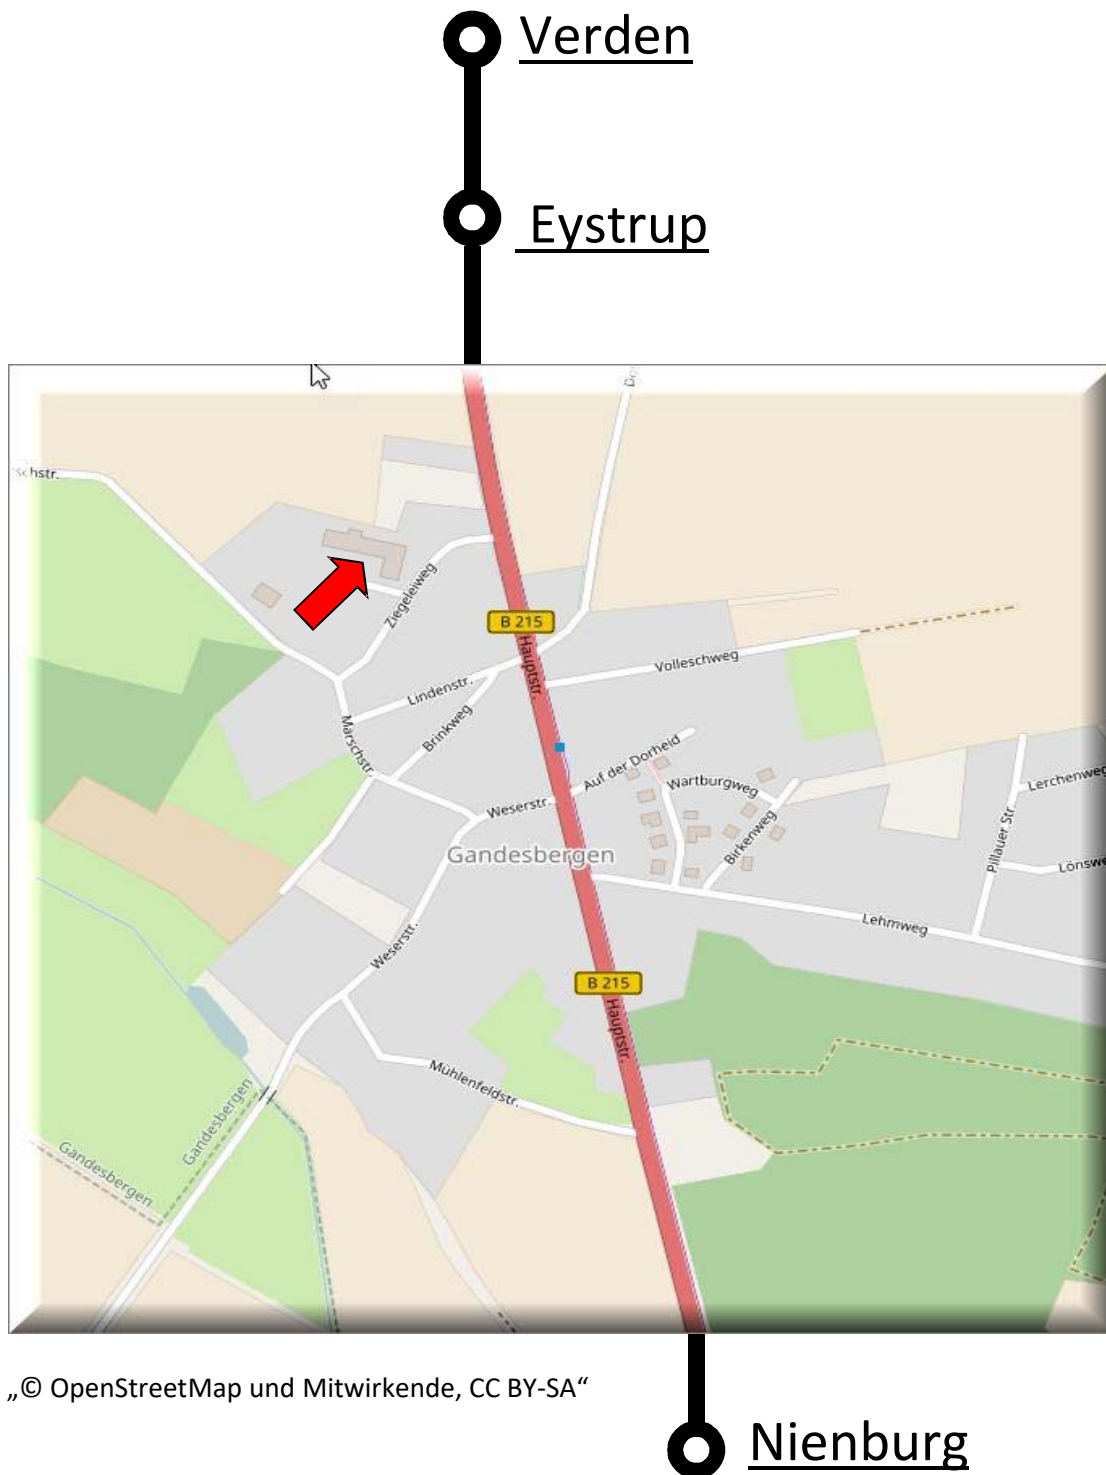 Verden
Eystrup
schstr.
Ziegeleiweg
B 215
Hauptstr.
Volleschweg
Lindenstr.
Brinkweg
Marschstr.
Auf der Dorheid
Wartburgweg
Weserstr.
Birkenweg
Lerchenweg
Pillauer Str.
Gandesbergen
Lönswe
Lehmweg
Weserstr.
B 215
Hauptstr.
Mühlenfeldstr.
Gandesbergen
Gandesbergen
„© OpenStreetMap und Mitwirkende, CC BY-SA“
Nienburg